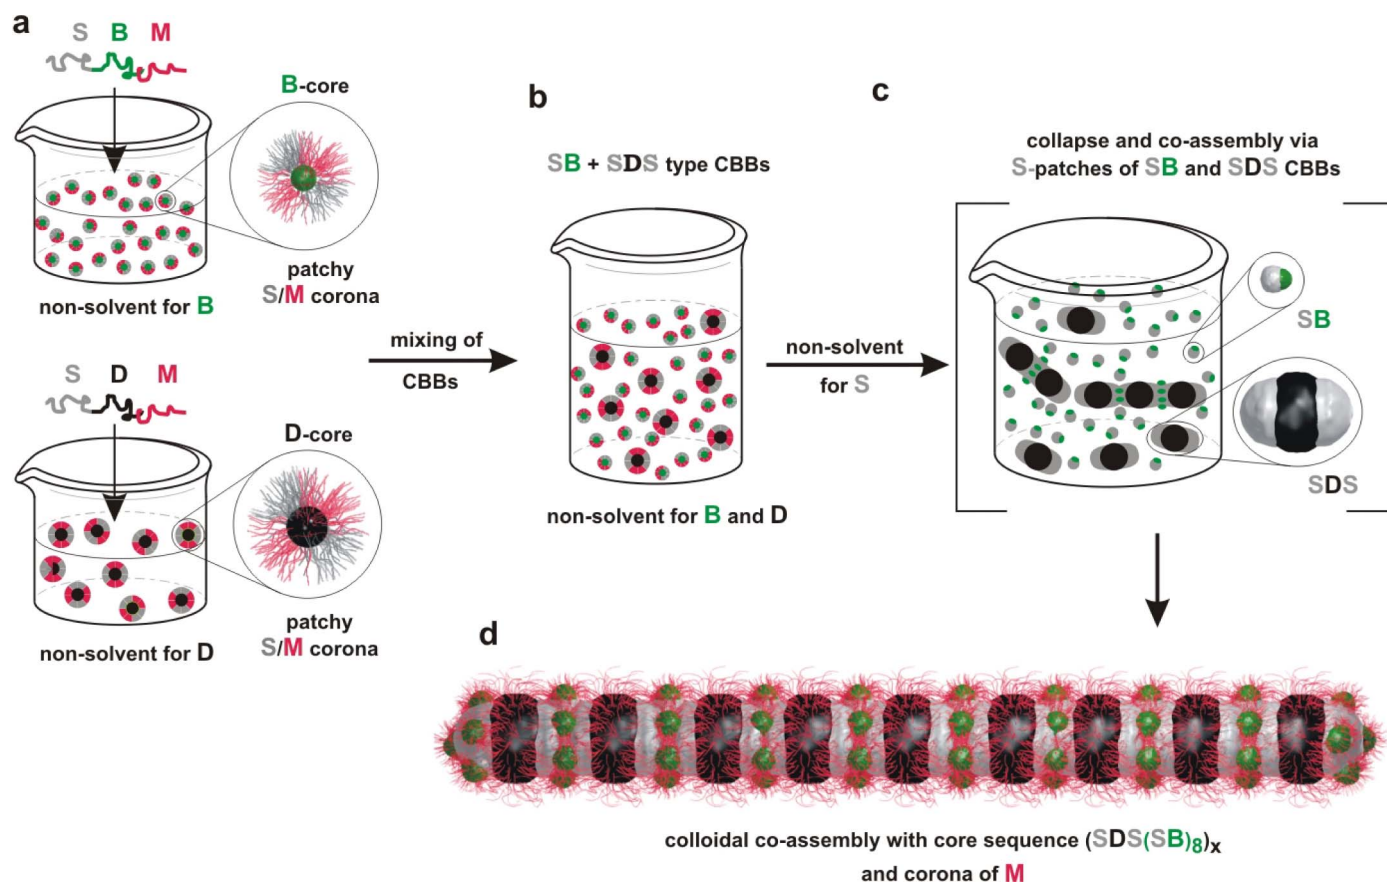 a
S B M
B-core
patchy
S/M corona
non-solvent for B
S D M
D-core
patchy
S/M corona
non-solvent for D
mixing of
CBBs
b
SB + SDS type CBBs
non-solvent for B and D
non-solvent
for S
c
collapse and co-assembly via
S-patches of SB and SDS CBBs
SB
SDS
d
colloidal co-assembly with core sequence (SDS(SB)8)x
and corona of M